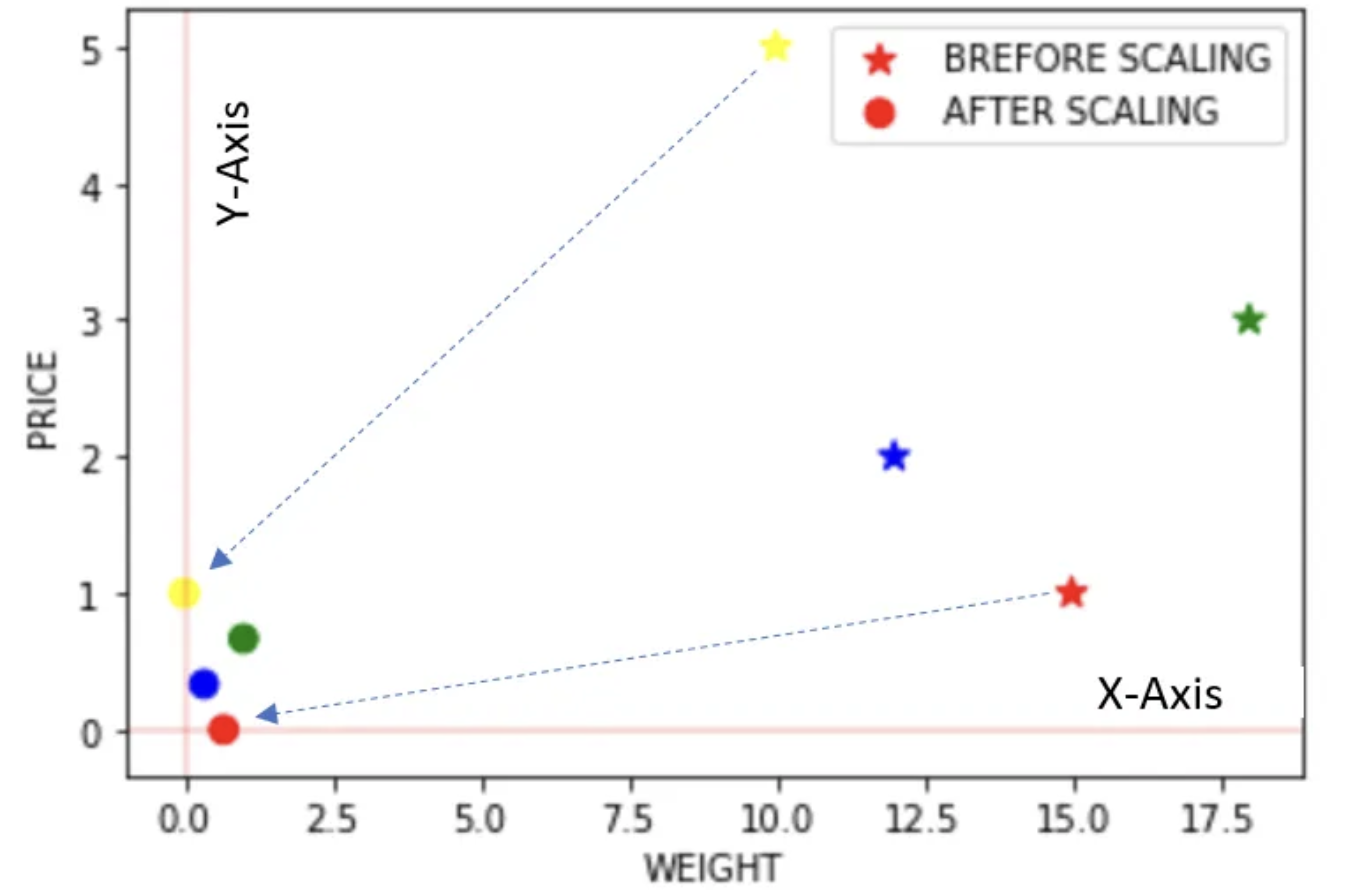 BREFORE SCALING
AFTER SCALING
Y-Axis
X-Axis
PRICE
5
4
3
2
1
0
0.0 2.5 5.0 7.5 10.0 12.5 15.0 17.5
WEIGHT